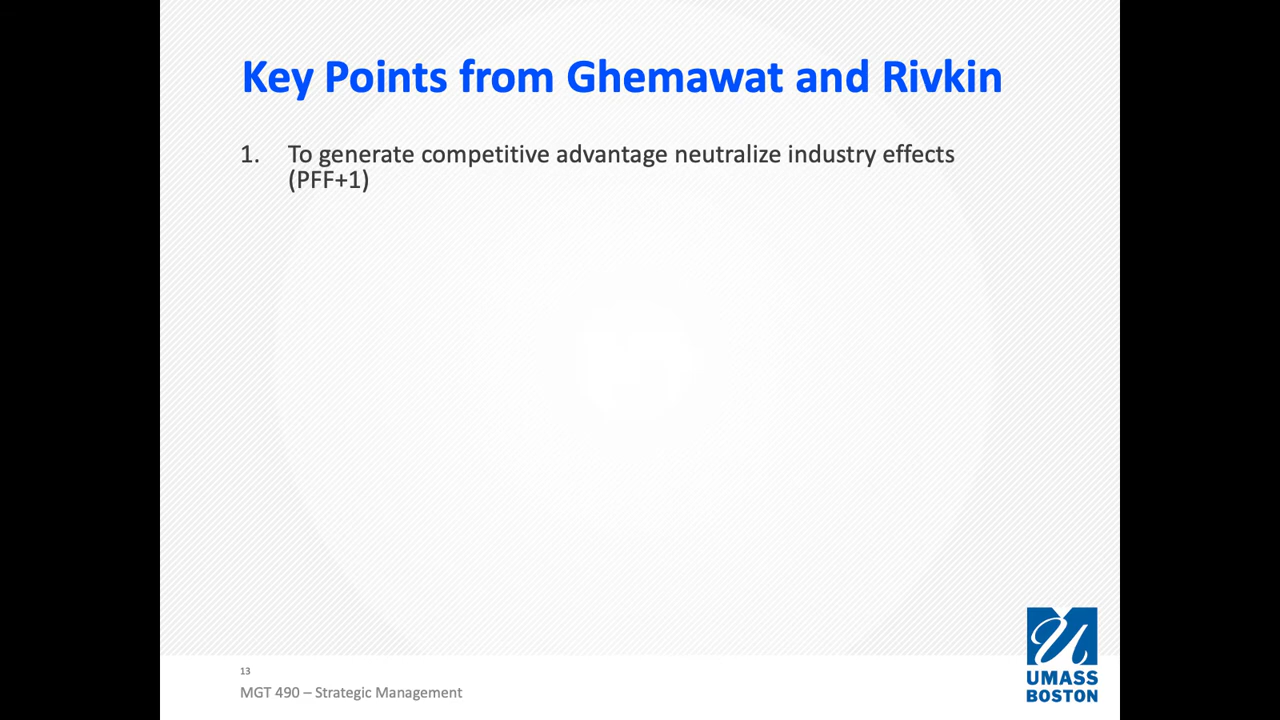 Key Points from Ghemawat and Rivkin
1. To generate competitive advantage neutralize industry effects
(PFF+1)
13
MGT 490 – Strategic Management
UMASS
BOSTON